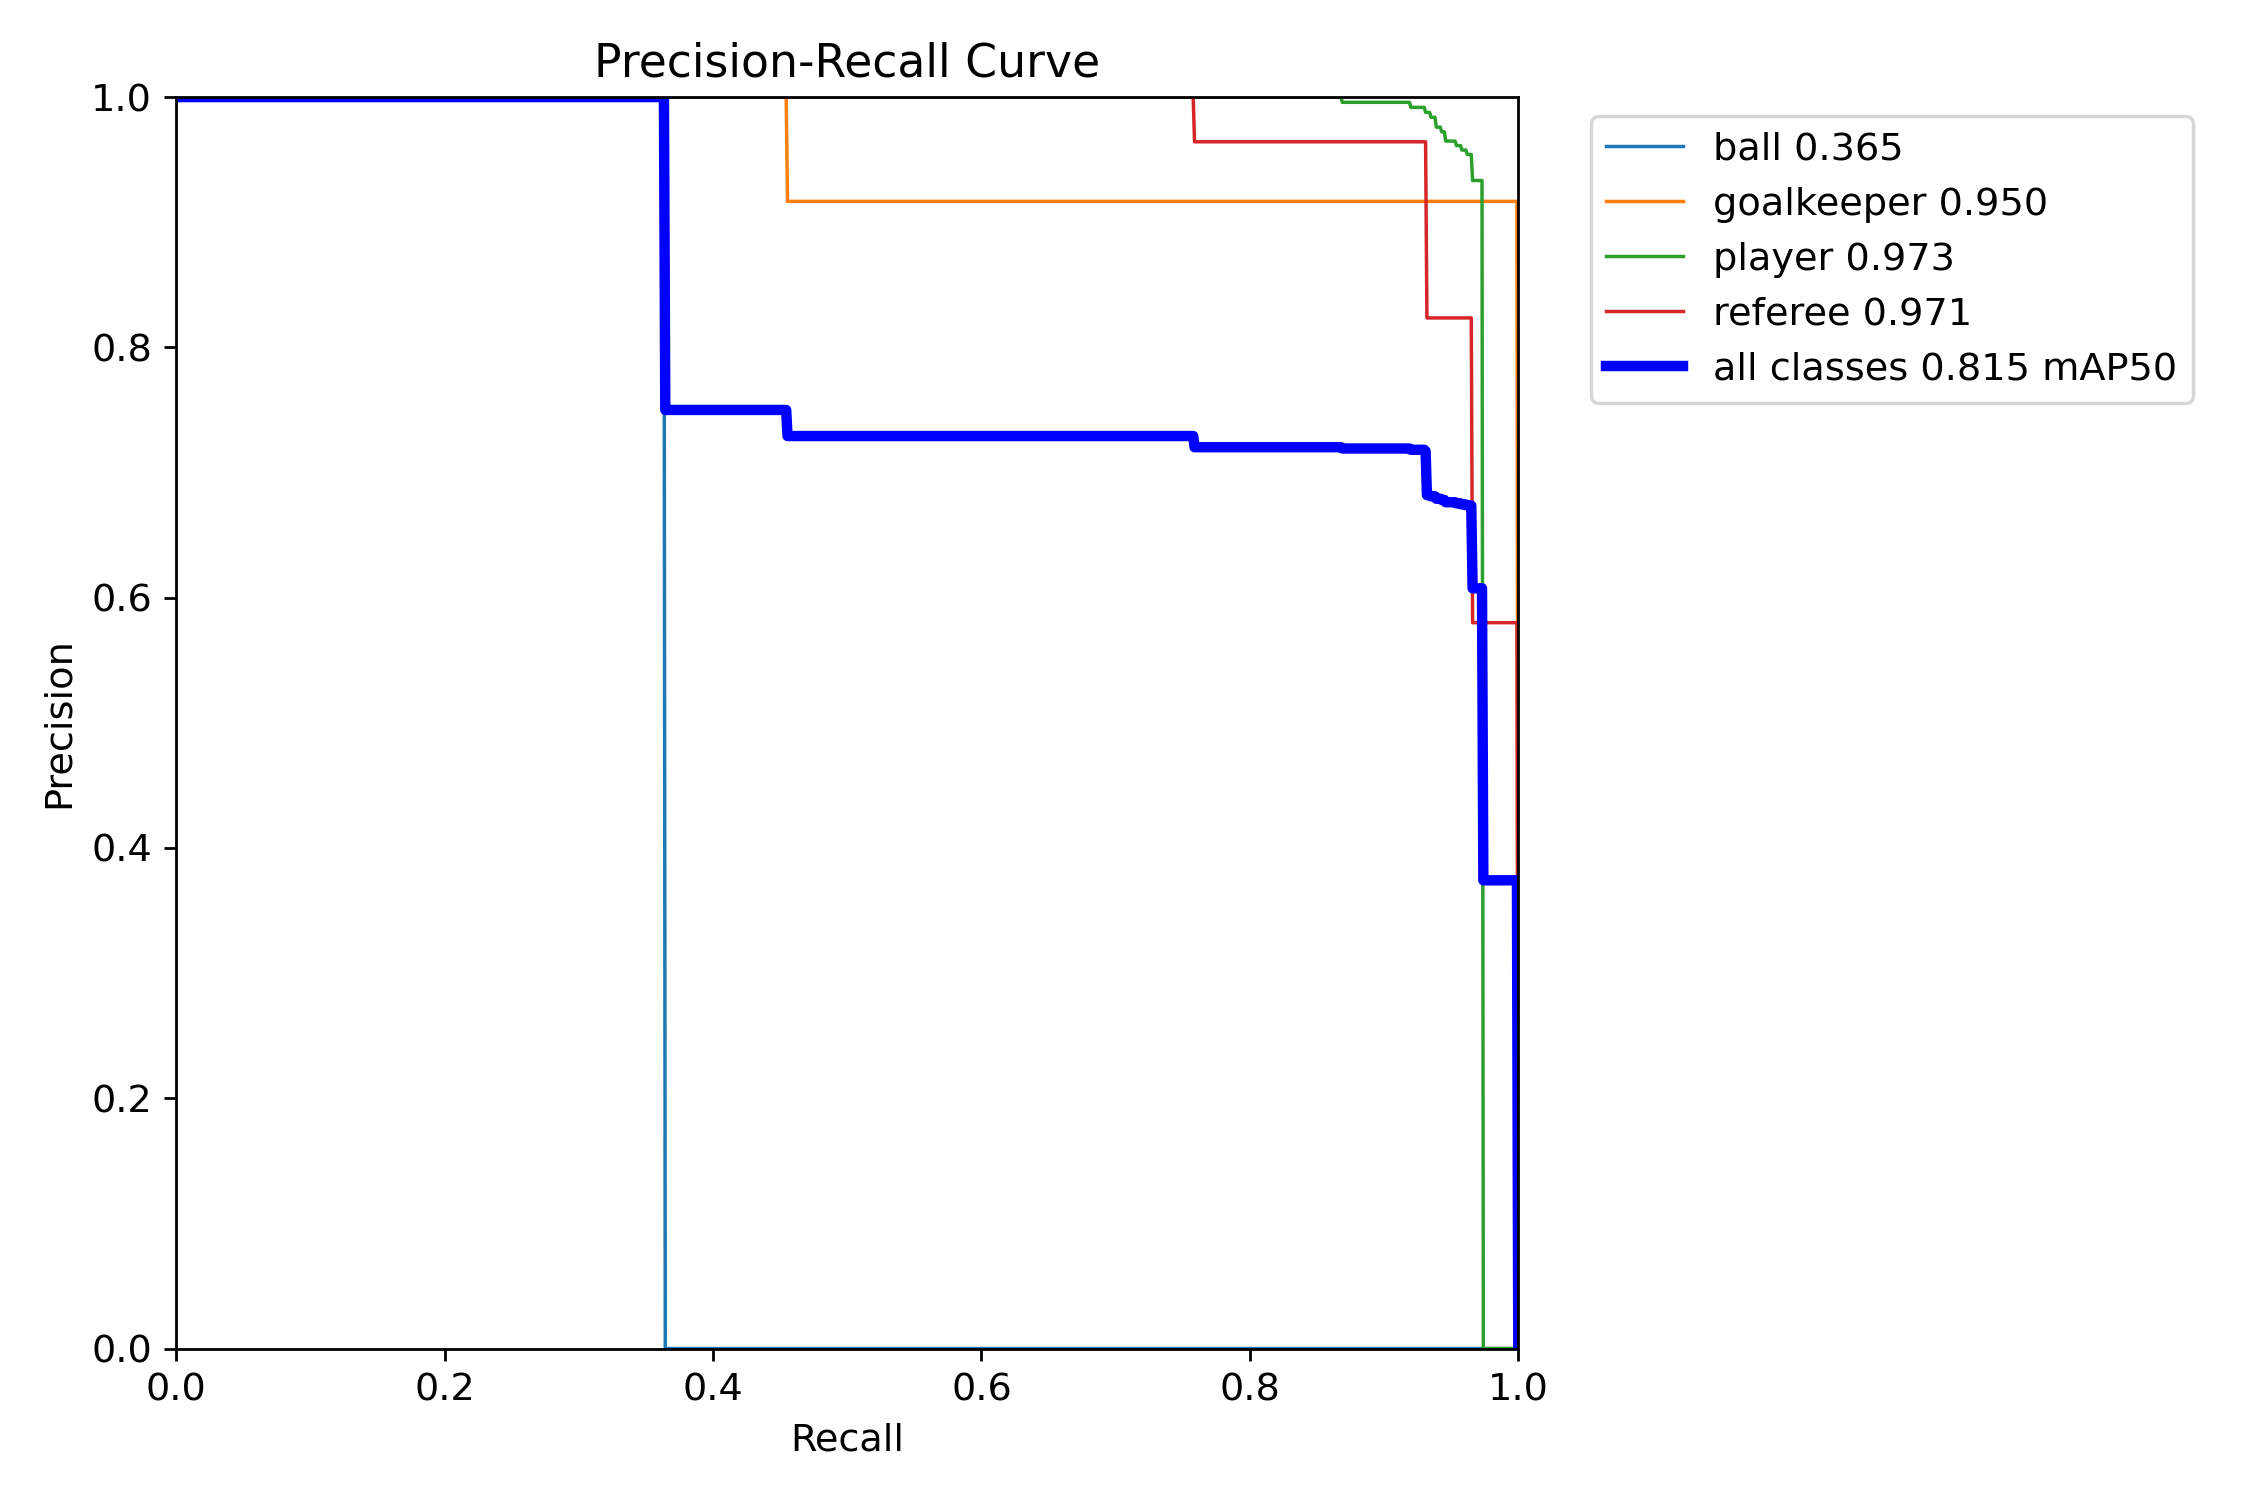 Precision-Recall Curve
1.0
0.8
0.6
0.4
0.2
0.0
Precision
0.0 0.2 0.4 0.6 0.8 1.0
Recall
ball 0.365
goalkeeper 0.950
player 0.973
referee 0.971
all classes 0.815 mAP50